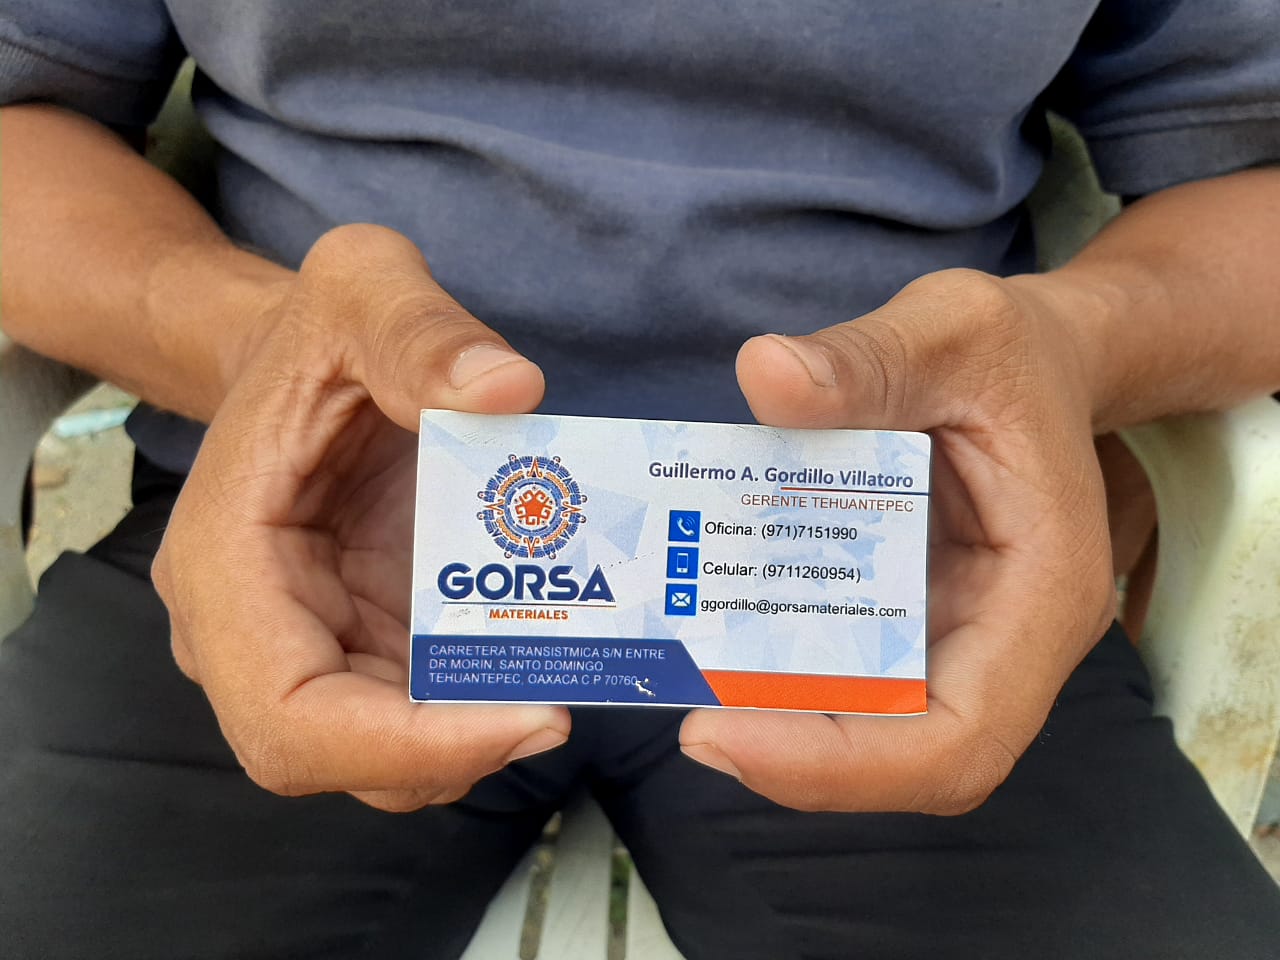 GORSA
MATERIALES
Guillermo A. Gordillo Villatoro
GERENTE TEHUANTEPEC
Oficina: (971)7151990
Celular: (9711260954)
ggordillo@gorsamateriales.com
CARRETERA TRANSISTMICA S/N ENTRE
DR MORIN, SANTO DOMINGO
TEHUANTEPEC, OAXACA C P 70760